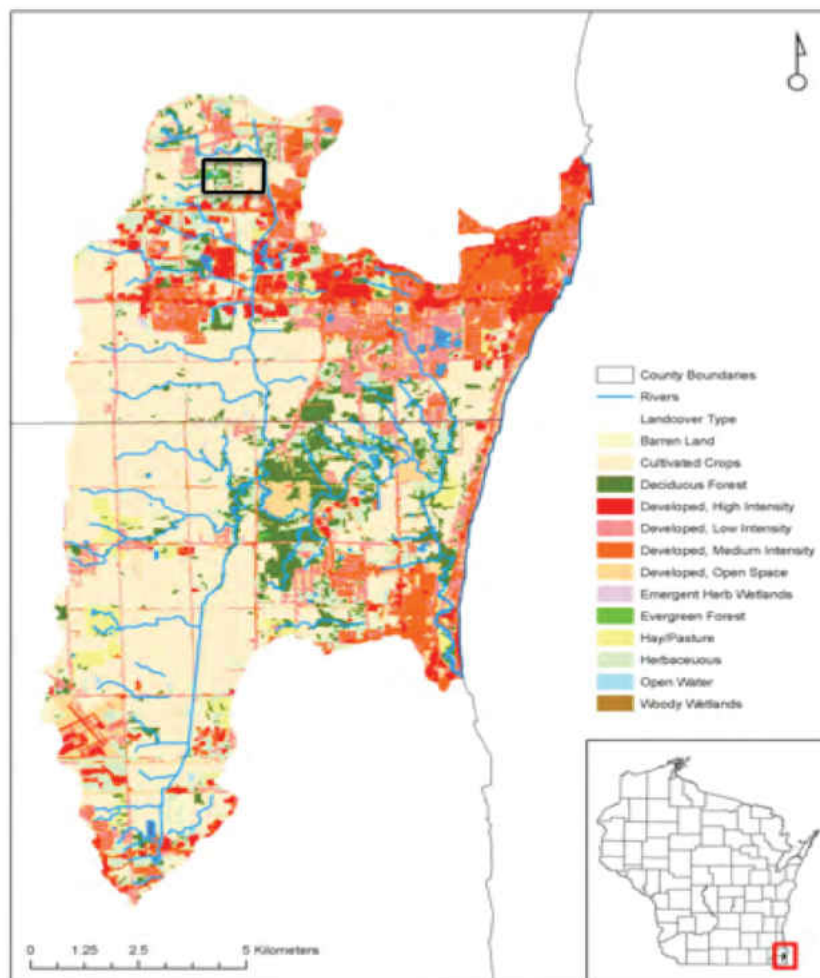 County Boundaries
Rivers
Landcover Type
Barren Land
Cultivated Crops
Deciduous Forest
Developed, High Intensity
Developed, Low Intensity
Developed, Medium Intensity
Developed, Open Space
Emergent Herb Wetlands
Evergreen Forest
Hay/Pasture
Herbaceuous
Open Water
Woody Wetlands
0 1.25 2.5 5 Kilometers